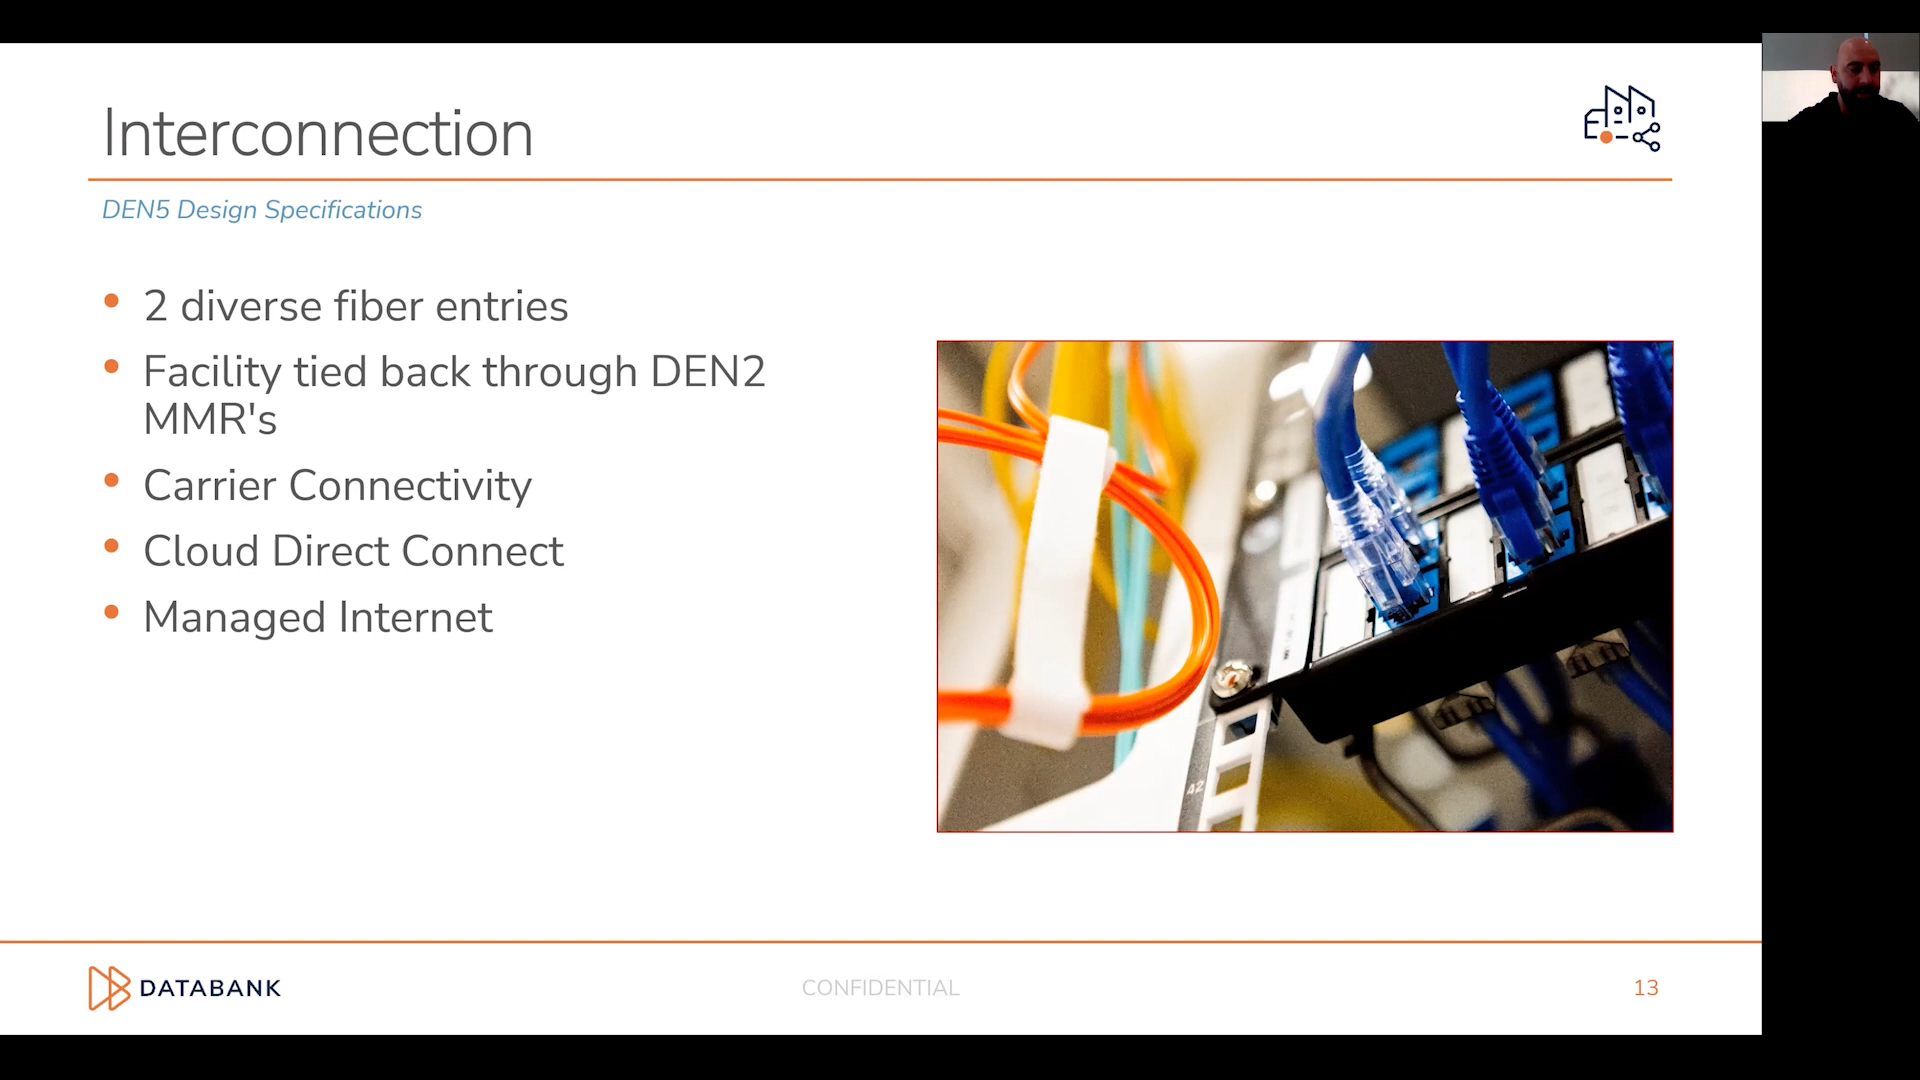 Interconnection
DEN5 Design Specifications
• 2 diverse fiber entries
• Facility tied back through DEN2
MMR's
• Carrier Connectivity
• Cloud Direct Connect
• Managed Internet
42
DATABANK
CONFIDENTIAL
13